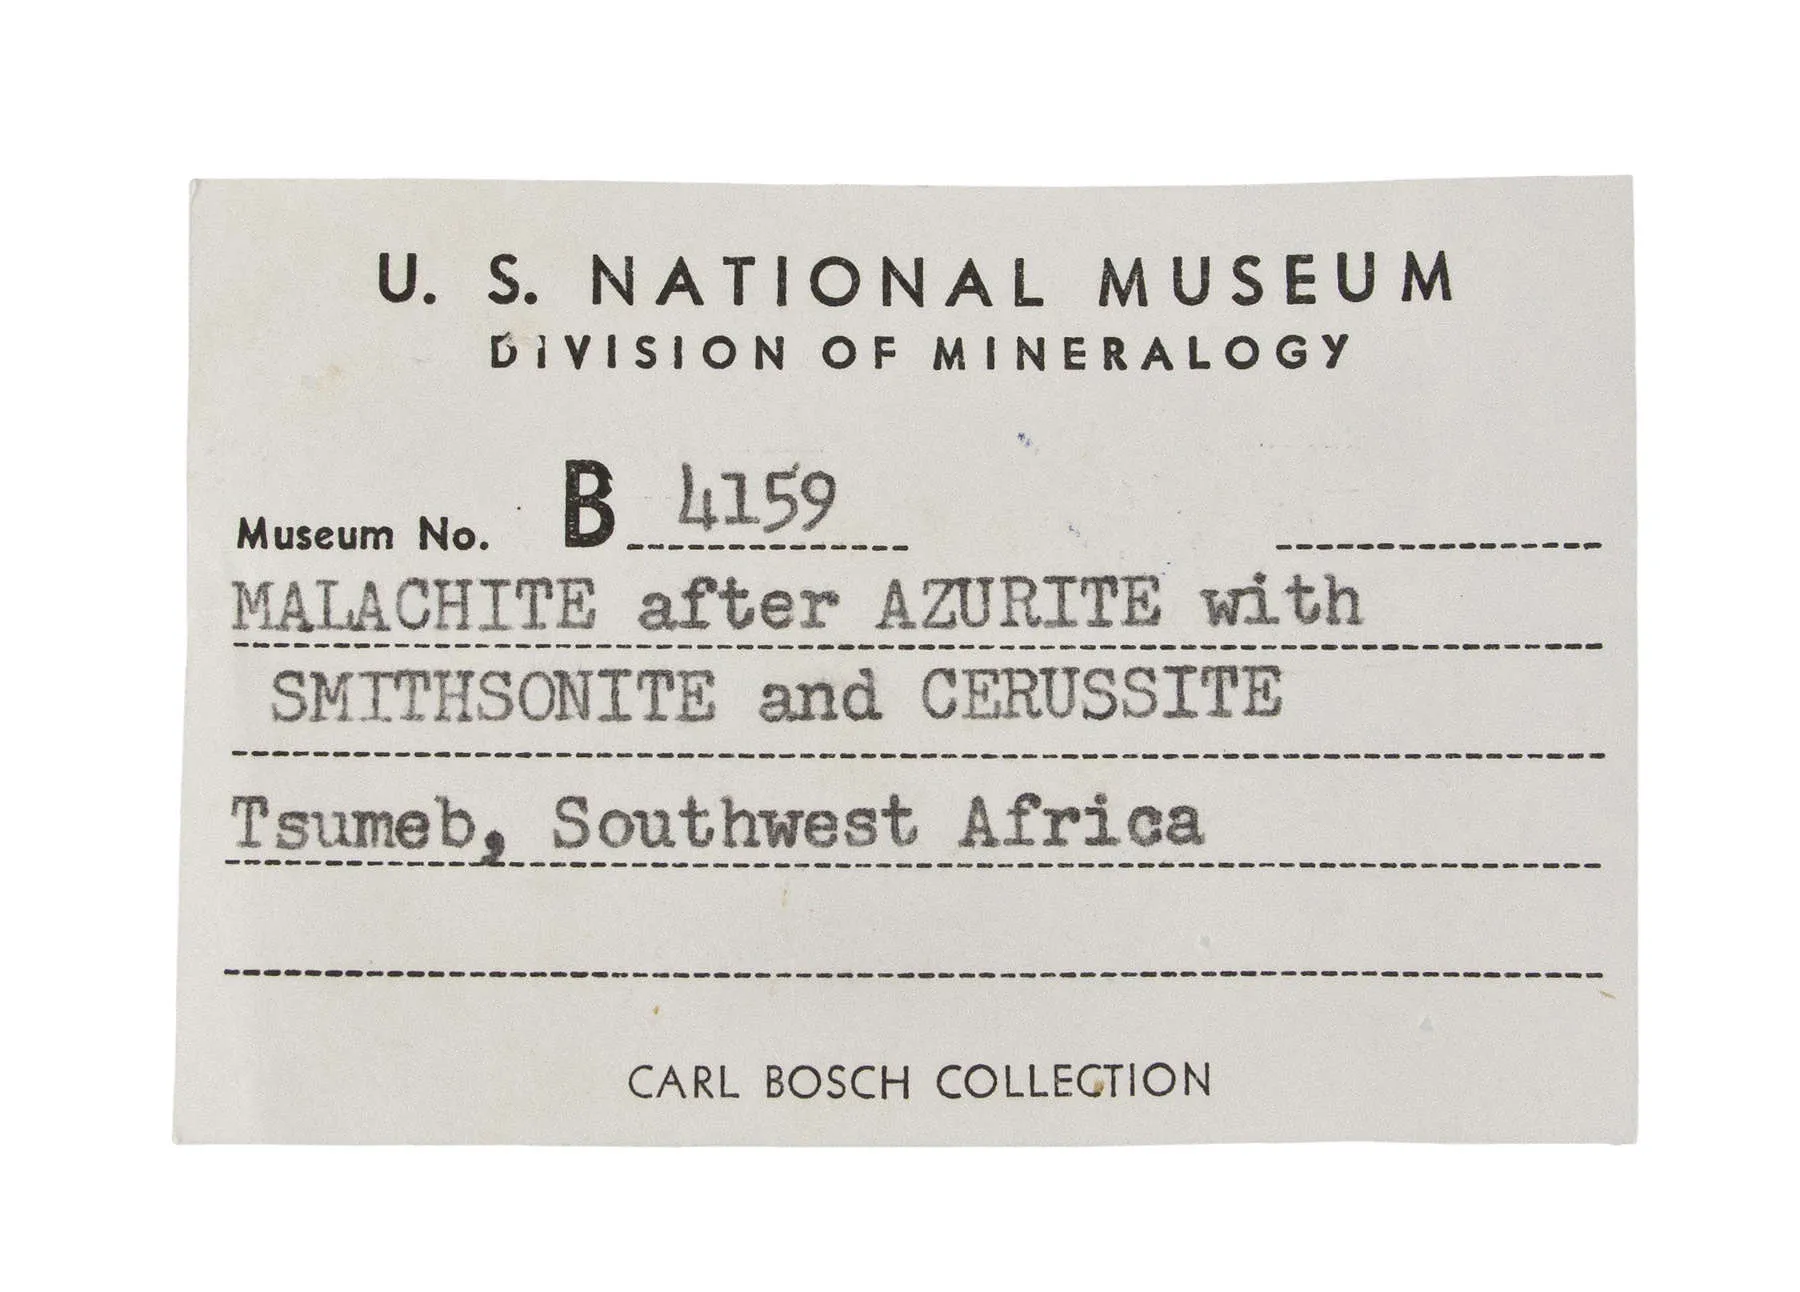 U. S. NATIONAL MUSEUM
DIVISION OF MINERALOGY
Museum No. B 4159
MALACHITE after AZURITE with
SMITHSONITE and CERUSSITE
Tsumeb, Southwest Africa
CARL BOSCH COLLECTION